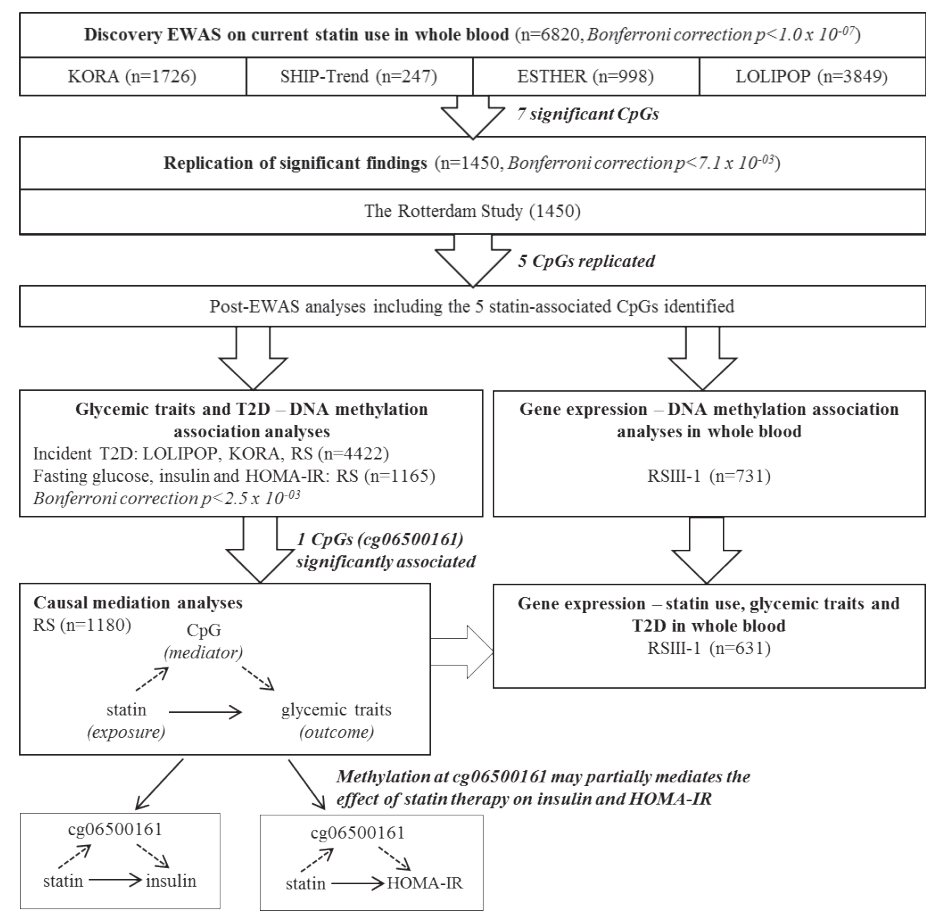 Discovery EWAS on current statin use in whole blood (n=6820, Bonferroni correction p<1.0 x 10-07)
KORA (n=1726)
SHIP-Trend (n=247)
ESTHER (n=998)
LOLIPOP (n=3849)
7 significant CpGs
Replication of significant findings (n=1450, Bonferroni correction p<7.1 x 10-03)
The Rotterdam Study (1450)
5 CpGs replicated
Post-EWAS analyses including the 5 statin-associated CpGs identified
Glycemic traits and T2D – DNA methylation
association analyses
Incident T2D: LOLIPOP, KORA, RS (n=4422)
Fasting glucose, insulin and HOMA-IR: RS (n=1165)
Bonferroni correction p<2.5 x 10-03
Gene expression – DNA methylation association
analyses in whole blood
RSIII-1 (n=731)
1 CpGs (cg06500161)
significantly associated
Causal mediation analyses
RS (n=1180)
CpG
(mediator)
statin
(exposure)
glycemic traits
(outcome)
Gene expression – statin use, glycemic traits and
T2D in whole blood
RSIII-1 (n=631)
Methylation at cg06500161 may partially mediates the
effect of statin therapy on insulin and HOMA-IR
cg06500161
statin
insulin
cg06500161
statin
HOMA-IR